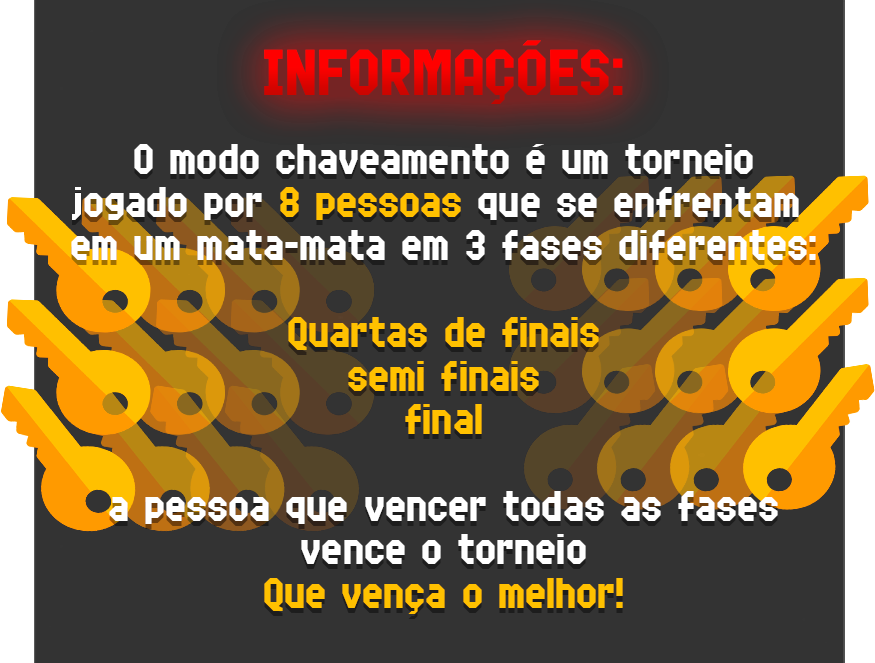 INFORMAÇÕES:
O modo chaveamento é um torneio
jogado por 8 pessoas que se enfrentam
em um mata-mata em 3 fases diferentes:
Quartas de finais
semi finais
final
a pessoa que vencer todas as fases
vence o torneio
Que vença o melhor!